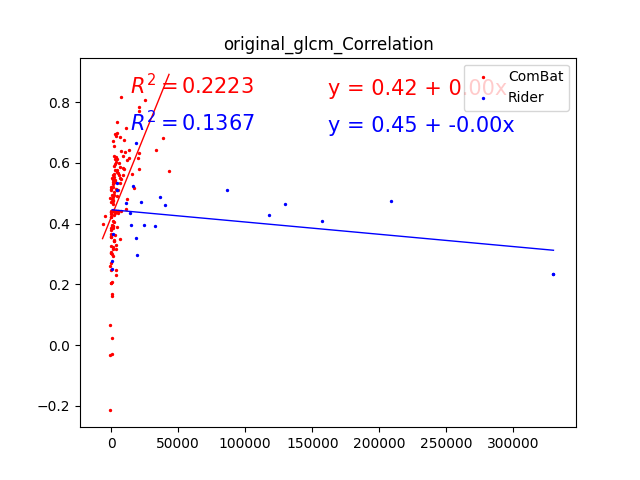 original_glcm_Correlation
R² = 0.2223
y = 0.42 + 0.00x
ComBat
Rider
R² = 0.1367
y = 0.45 + -0.00x
0.8
0.6
0.4
0.2
0.0
−0.2
0 50000 100000 150000 200000 250000 300000